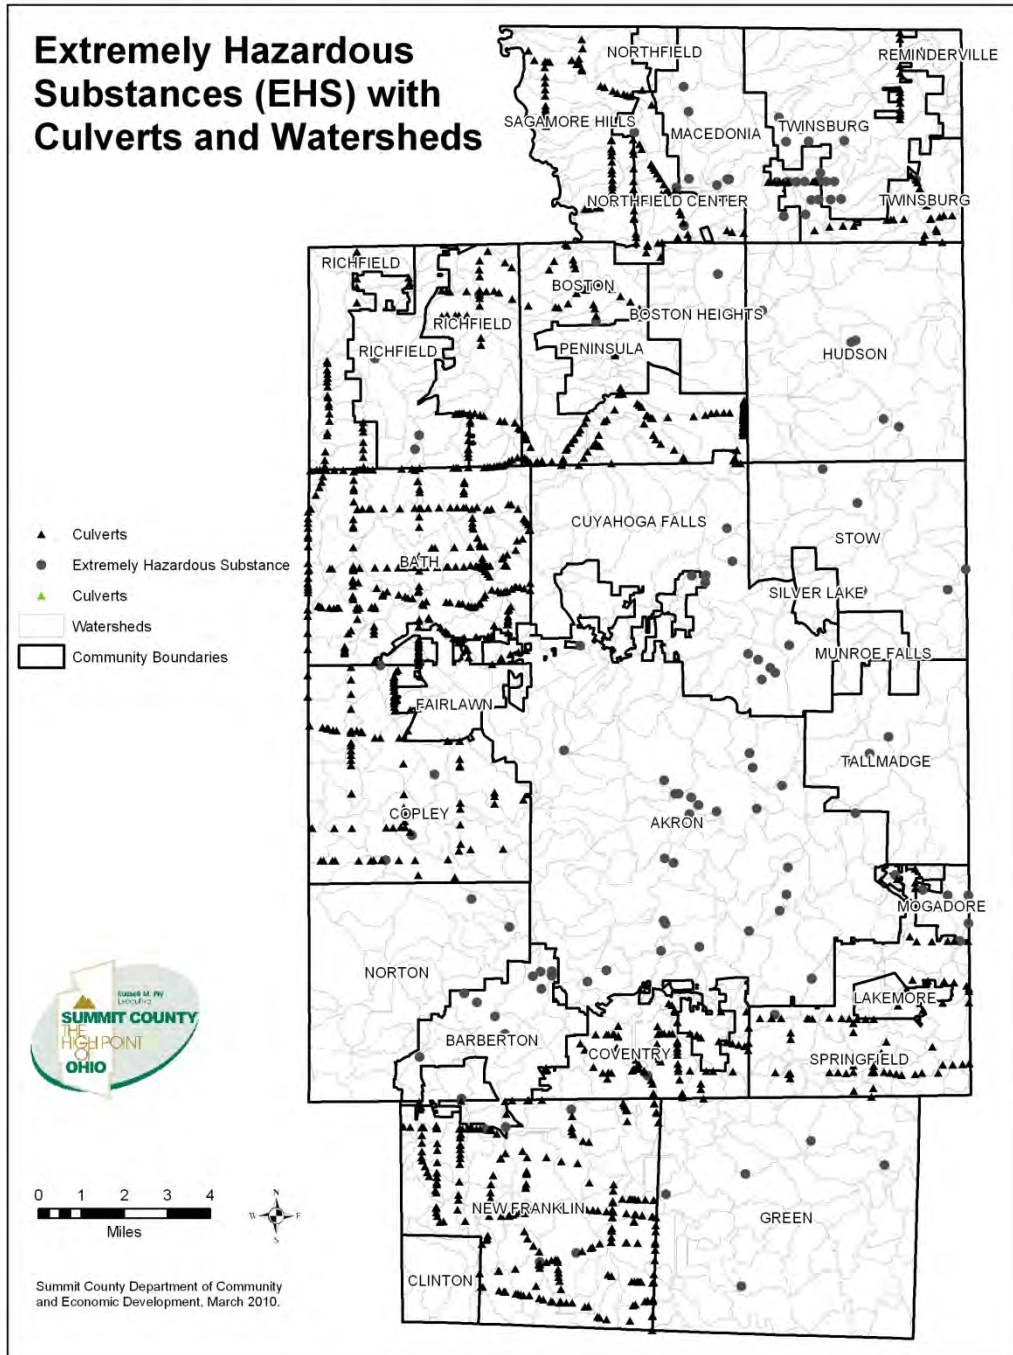 Extremely Hazardous
Substances (EHS) with
Culverts and Watersheds
NORTHFIELD
REMINDERVILLE
SAGAMORE HILLS
MACEDONIA
TWINSBURG
NORTHFIELD CENTER
TWINSBURG
RICHFIELD
BOSTON
RICHFIELD
BOSTON HEIGHTS
RICHFIELD
PENINSULA
HUDSON
CUYAHOGA FALLS
STOW
Culverts
Extremely Hazardous Substance
Culverts
Watersheds
Community Boundaries
BATH
SILVER LAKE
MUNROE FALLS
FAIRLAWN
TALLMADGE
COPLEY
AKRON
MOGADORE
NORTON
LAKEMORE
BARBERTON
COVENTRY
SPRINGFIELD
Russell M. Pry
Executive
SUMMIT COUNTY
THE
HIGH POINT
OF
OHIO
NEW FRANKLIN
GREEN
CLINTON
0 1 2 3 4
Miles
N
W E
S
Summit County Department of Community
and Economic Development, March 2010.